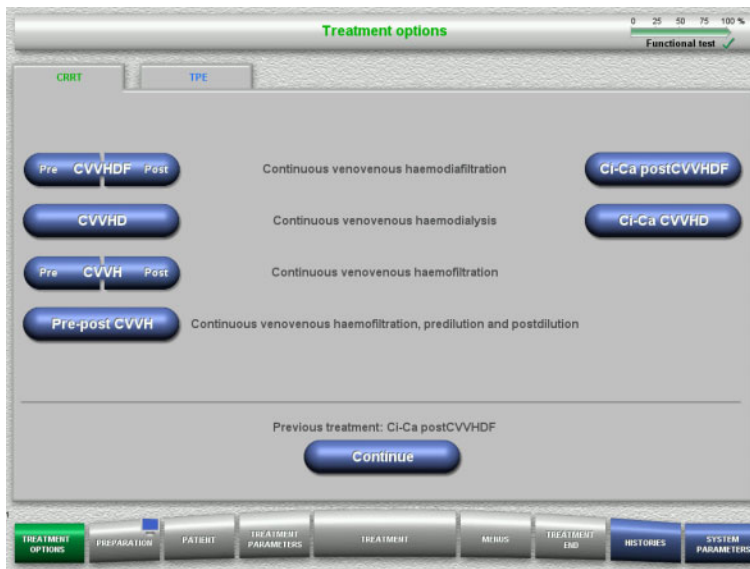 Treatment options
0 25 50 75 100 %
Functional test
CRRT TPE
Pre CVVHDF Post Continuous venovenous haemodiafiltration Ci-Ca postCVVHDF
CVVHD Continuous venovenous haemodialysis Ci-Ca CVVHD
Pre CVVH Post Continuous venovenous haemofiltration
Pre-post CVVH Continuous venovenous haemofiltration, predilution and postdilution
Previous treatment: Ci-Ca postCVVHDF
Continue
1
TREATMENT OPTIONS
PREPARATION
PATIENT
TREATMENT PARAMETERS
TREATMENT
MENUS
TREATMENT END
HISTORIES
SYSTEM PARAMETERS